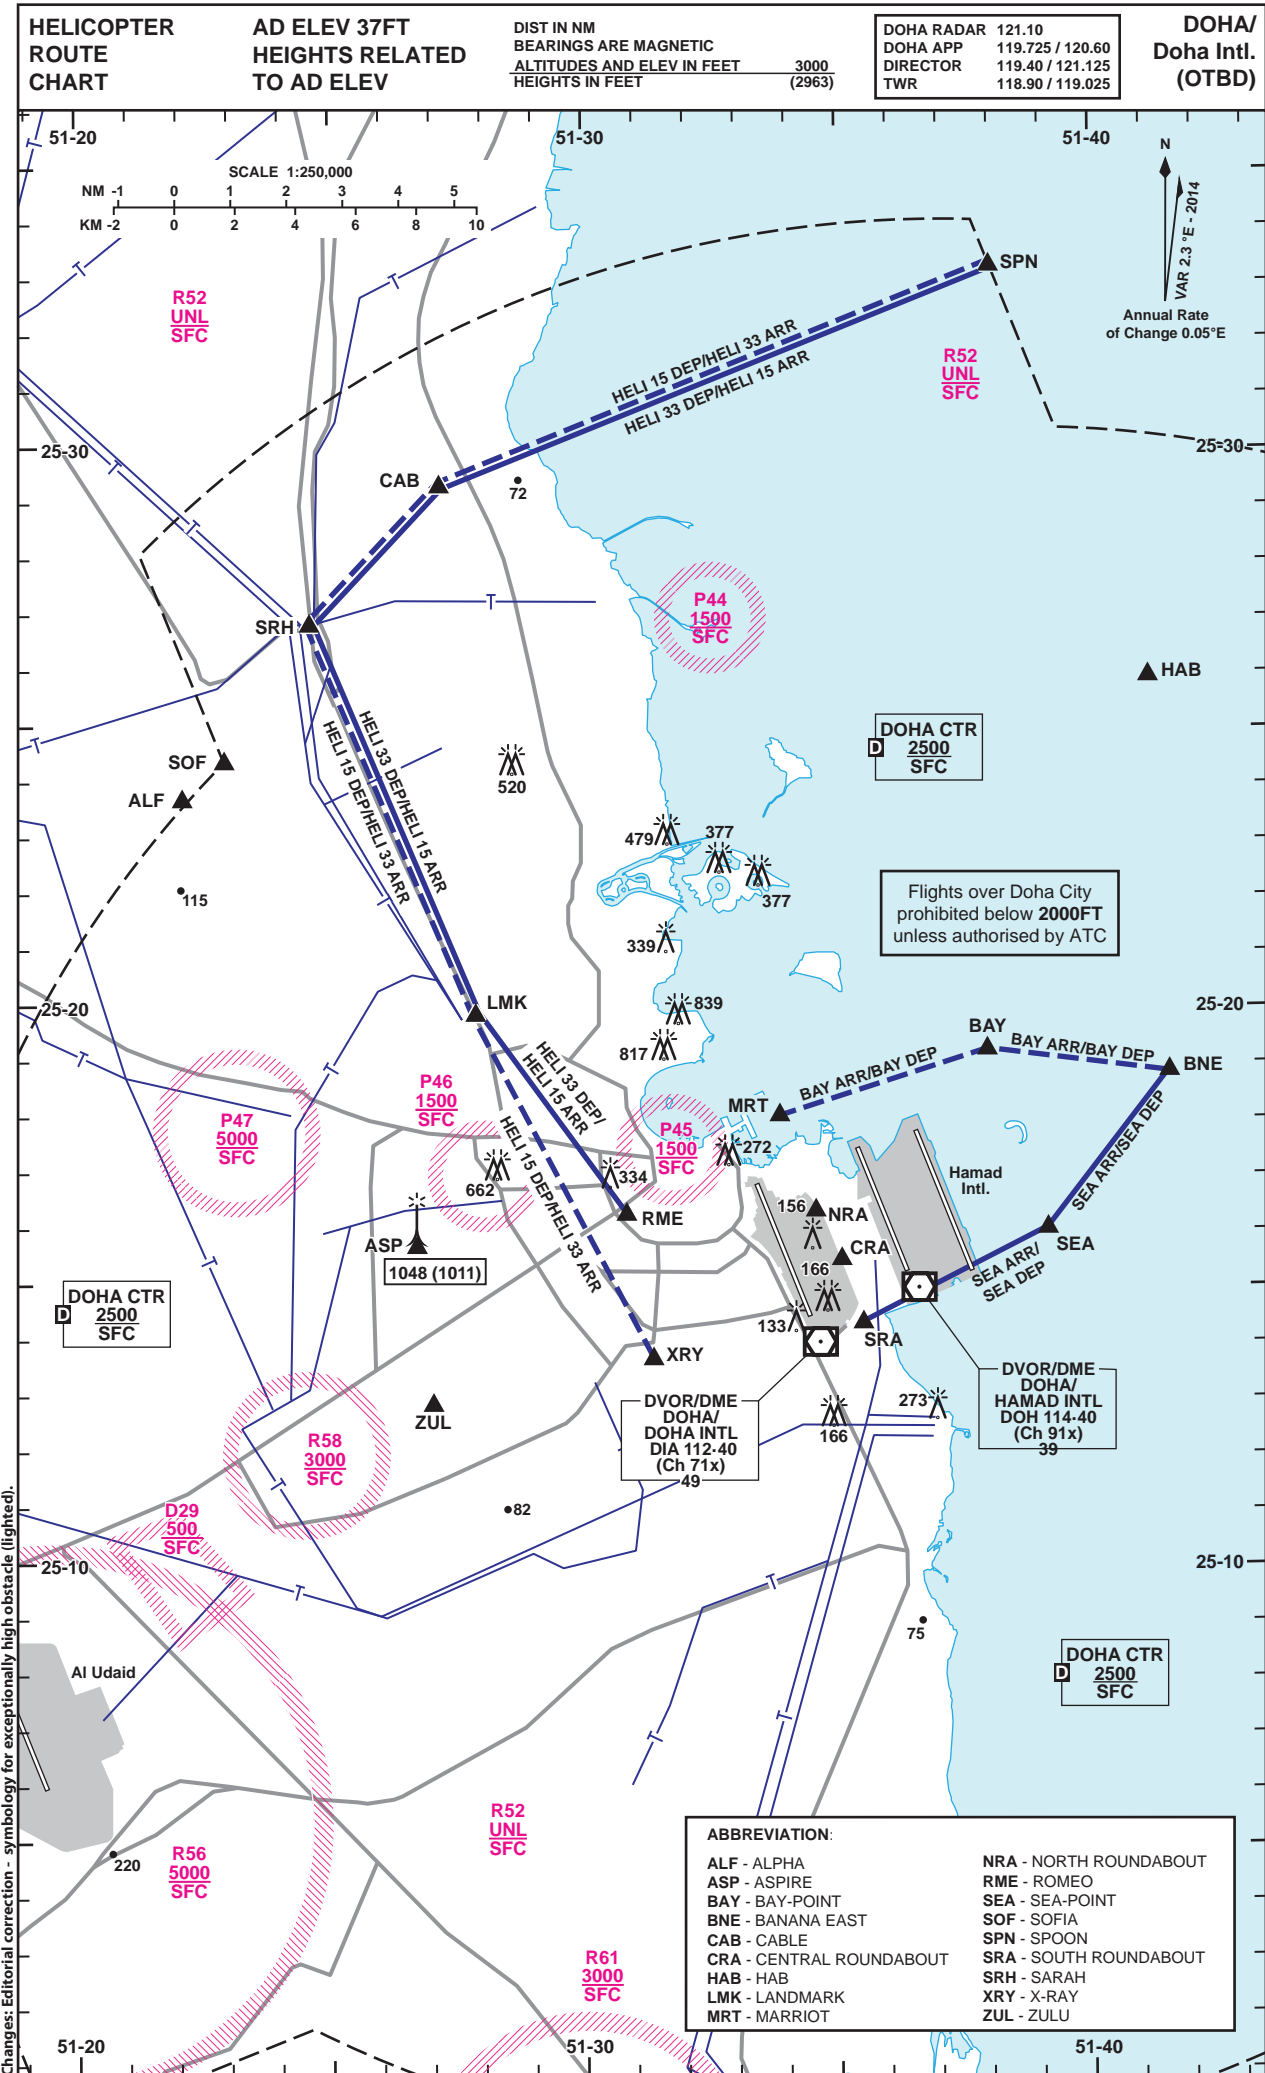 HELICOPTER
ROUTE
CHART
AD ELEV 37FT
HEIGHTS RELATED
TO AD ELEV
DIST IN NM
BEARINGS ARE MAGNETIC
ALTITUDES AND ELEV IN FEET 3000
HEIGHTS IN FEET (2963)
DOHA RADAR 121.10
DOHA APP 119.725 / 120.60
DIRECTOR 119.40 / 121.125
TWR 118.90 / 119.025
DOHA/
Doha Intl.
(OTBD)
51-20
51-30
51-40
SCALE 1:250,000
NM -1 0 1 2 3 4 5
KM -2 0 2 4 6 8 10
N
VAR 2.3 °E - 2014
Annual Rate
of Change 0.05°E
SPN
R52
UNL
SFC
HELI 15 DEP/HELI 33 ARR
HELI 33 DEP/HELI 15 ARR
R52
UNL
SFC
25-30
25-30
CAB
72
T
T
T
T
T
T
SRH
P44
1500
SFC
HAB
T
HELI 33 DEP/HELI 15 ARR
HELI 15 DEP/HELI 33 ARR
DOHA CTR
D 2500
SFC
SOF
ALF
520
479
377
377
115
T
339
Flights over Doha City
prohibited below 2000FT
unless authorised by ATC
25-20
LMK
839
25-20
817
BAY
BAY ARR/BAY DEP
BAY ARR/BAY DEP
BNE
T
T
P46
1500
SFC
HELI 33 DEP/
HELI 15 ARR
P47
5000
SFC
P45
1500
SFC
MRT
272
SEA ARR/SEA DEP
HELI 15 DEP/HELI 33 ARR
662
334
Hamad
Intl.
156
NRA
RME
ASP
1048 (1011)
CRA
166
SEA
SEA ARR/
SEA DEP
T
DOHA CTR
D 2500
SFC
133
SRA
XRY
ZUL
DVOR/DME
DOHA/
DOHA INTL
DIA 112·40
(Ch 71x)
49
166
273
DVOR/DME
DOHA/
HAMAD INTL
DOH 114·40
(Ch 91x)
39
R58
3000
SFC
T
D29
500
SFC
82
25-10
25-10
T
T
75
Al Udaid
DOHA CTR
D 2500
SFC
T
T
R52
UNL
SFC
220
R56
5000
SFC
R61
3000
SFC
ABBREVIATION:
ALF - ALPHA
ASP - ASPIRE
BAY - BAY-POINT
BNE - BANANA EAST
CAB - CABLE
CRA - CENTRAL ROUNDABOUT
HAB - HAB
LMK - LANDMARK
MRT - MARRIOT
NRA - NORTH ROUNDABOUT
RME - ROMEO
SEA - SEA-POINT
SOF - SOFIA
SPN - SPOON
SRA - SOUTH ROUNDABOUT
SRH - SARAH
XRY - X-RAY
ZUL - ZULU
51-20
51-30
51-40
Changes: Editorial correction - symbology for exceptionally high obstacle (lighted).